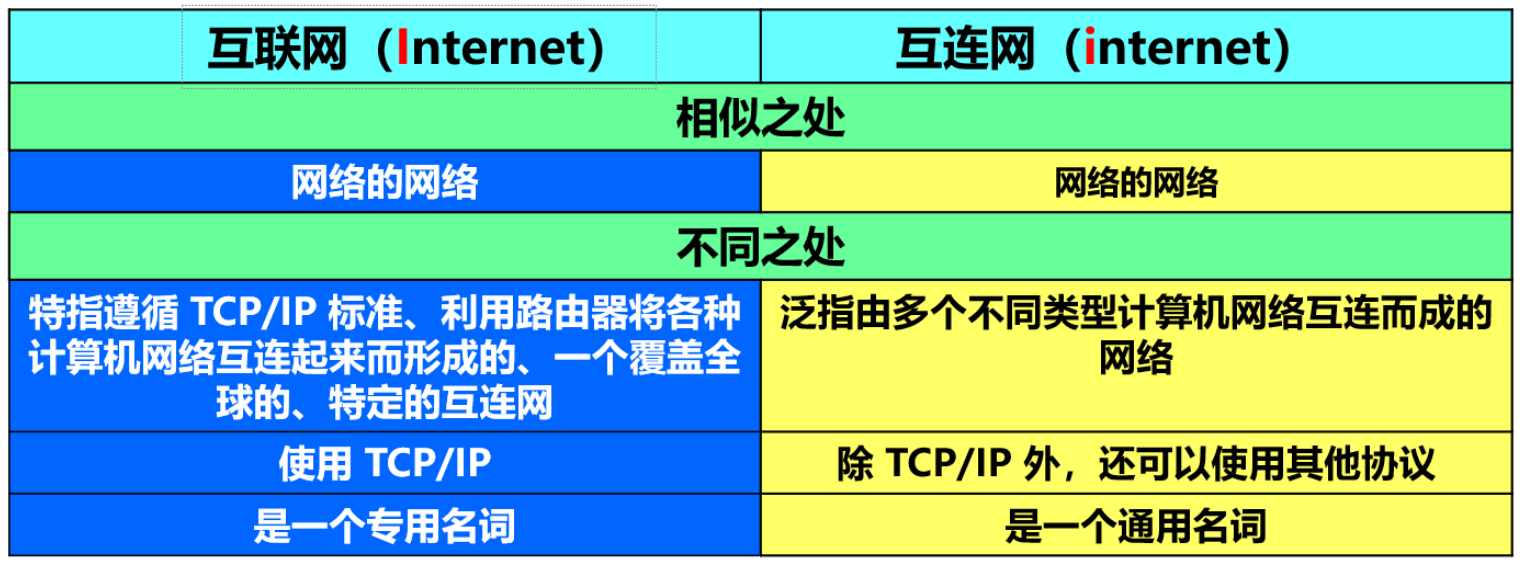 互联网（Internet）
互连网（internet）
相似之处
网络的网络
网络的网络
不同之处
特指遵循 TCP/IP 标准、利用路由器将各种
计算机网络互连起来而形成的、一个覆盖全
球的、特定的互连网
泛指由多个不同类型计算机网络互连而成的
网络
使用 TCP/IP
除 TCP/IP 外，还可以使用其他协议
是一个专用名词
是一个通用名词